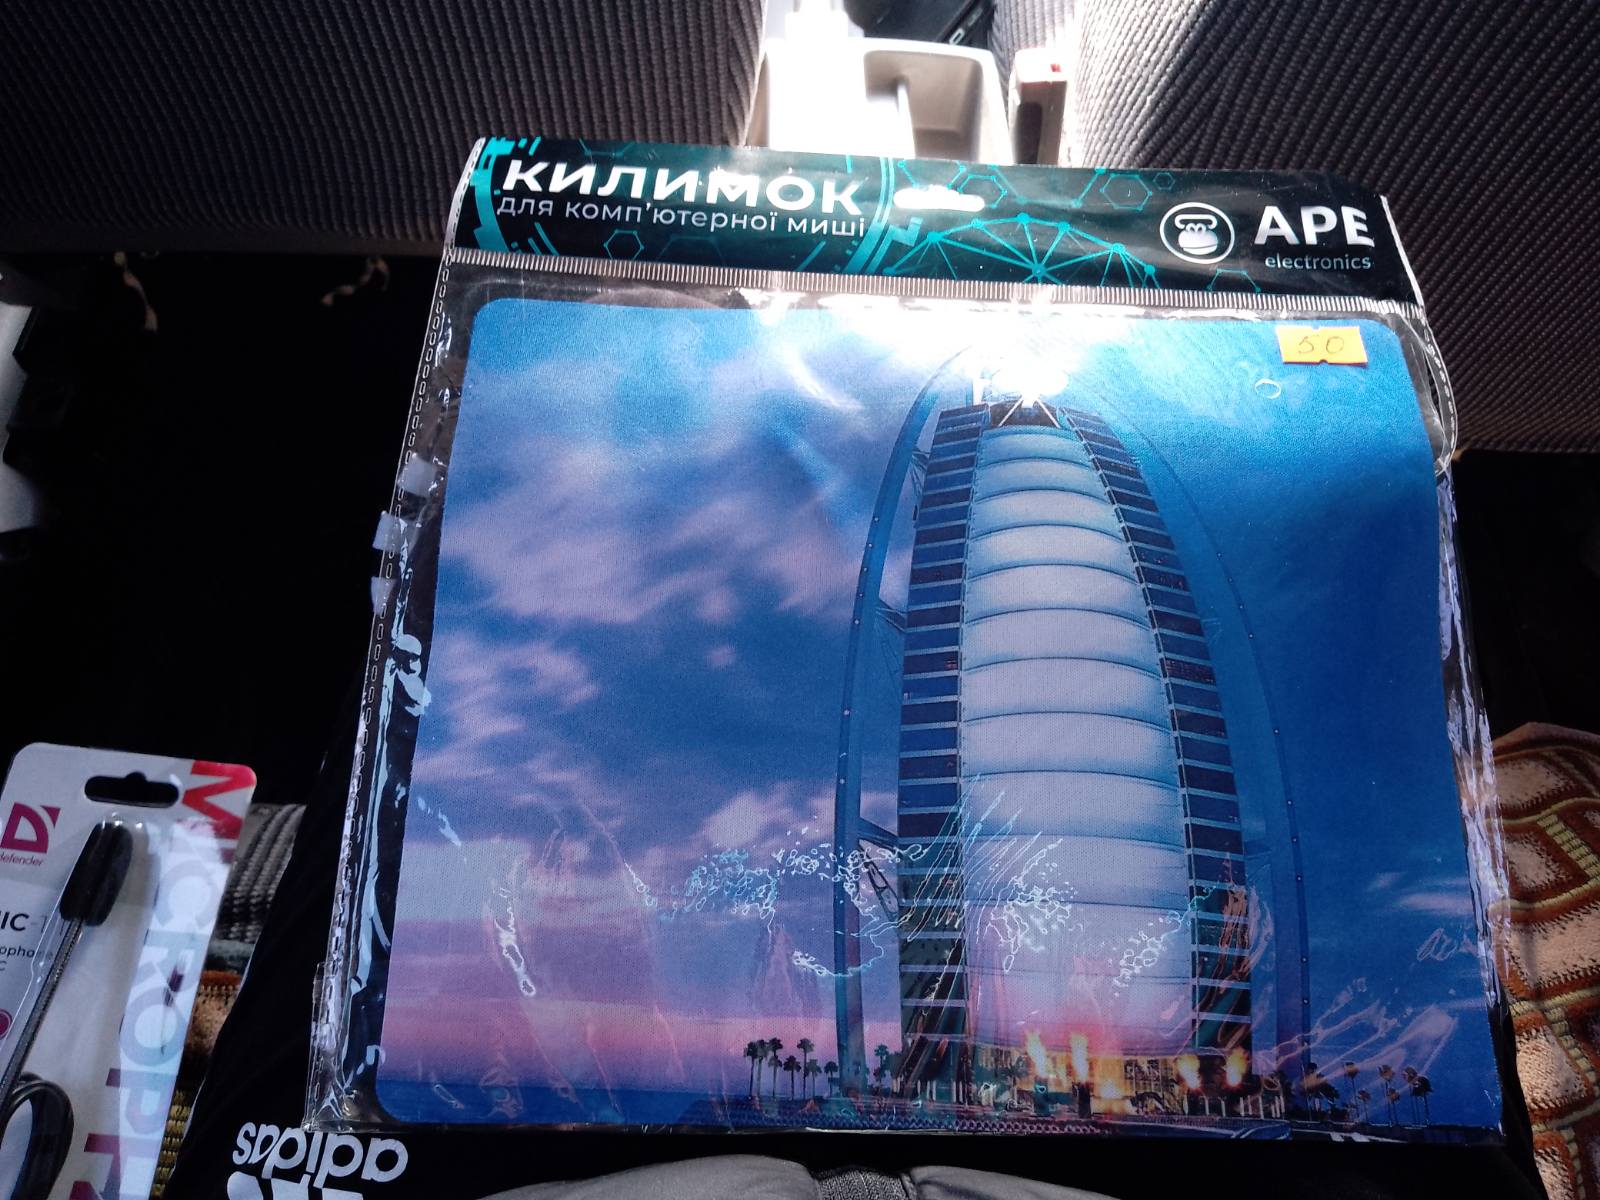 КИЛИМОК
для комп'ютерної миші
APE
electronics
50
defender
MICROPH
adidas